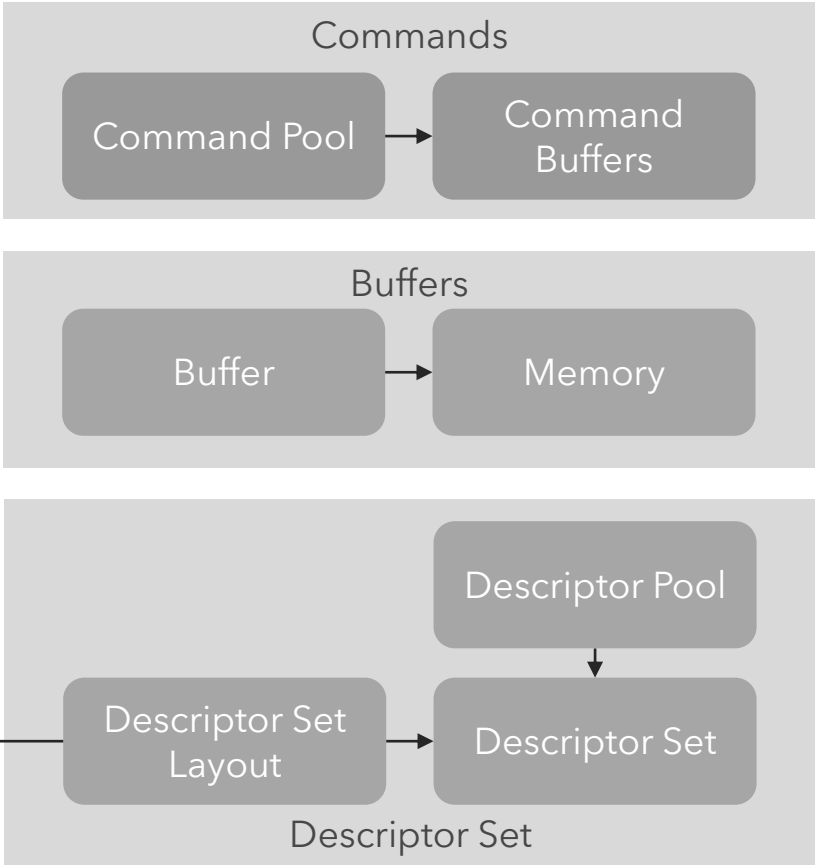 Commands
Command Pool
Command
Buffers
Buffers
Buffer
Memory
Descriptor Pool
Descriptor Set
Layout
Descriptor Set
Descriptor Set